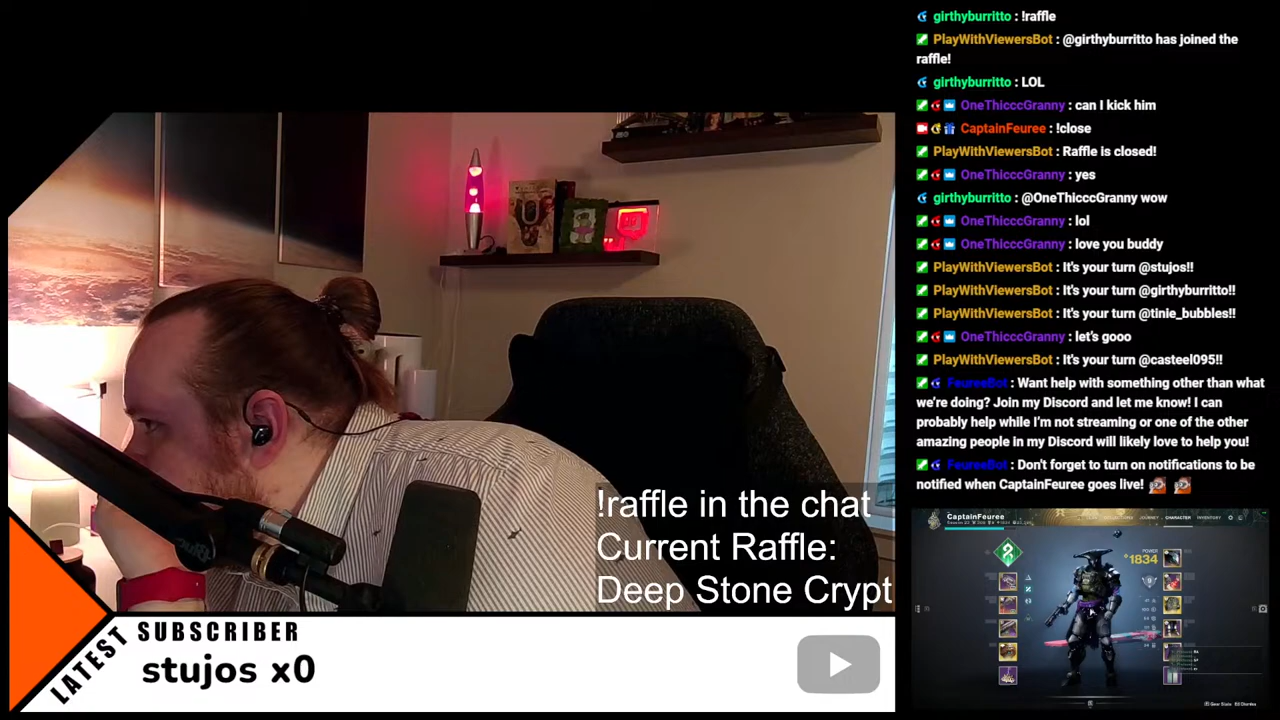 girthyburritto : !raffle
PlayWithViewersBot : @girthyburritto has joined the
raffle!
girthyburritto : LOL
OneThicccGranny : can I kick him
CaptainFeuree : !close
PlayWithViewersBot : Raffle is closed!
OneThicccGranny : yes
girthyburritto : @OneThicccGranny wow
OneThicccGranny : lol
OneThicccGranny : love you buddy
PlayWithViewersBot : It's your turn @stujos!!
PlayWithViewersBot : It's your turn @girthyburritto!!
PlayWithViewersBot : It's your turn @tinie_bubbles!!
OneThicccGranny : let's gooo
PlayWithViewersBot : It's your turn @casteel095!!
FeureeBot : Want help with something other than what
we're doing? Join my Discord and let me know! I can
probably help while I'm not streaming or one of the other
amazing people in my Discord will likely love to help you!
FeureeBot : Don't forget to turn on notifications to be
notified when CaptainFeuree goes live!
!raffle in the chat
Current Raffle:
Deep Stone Crypt
LATEST SUBSCRIBER
stujos x0
CaptainFeuree
JOURNEY
CHARACTER
INVENTORY
POWER
1834